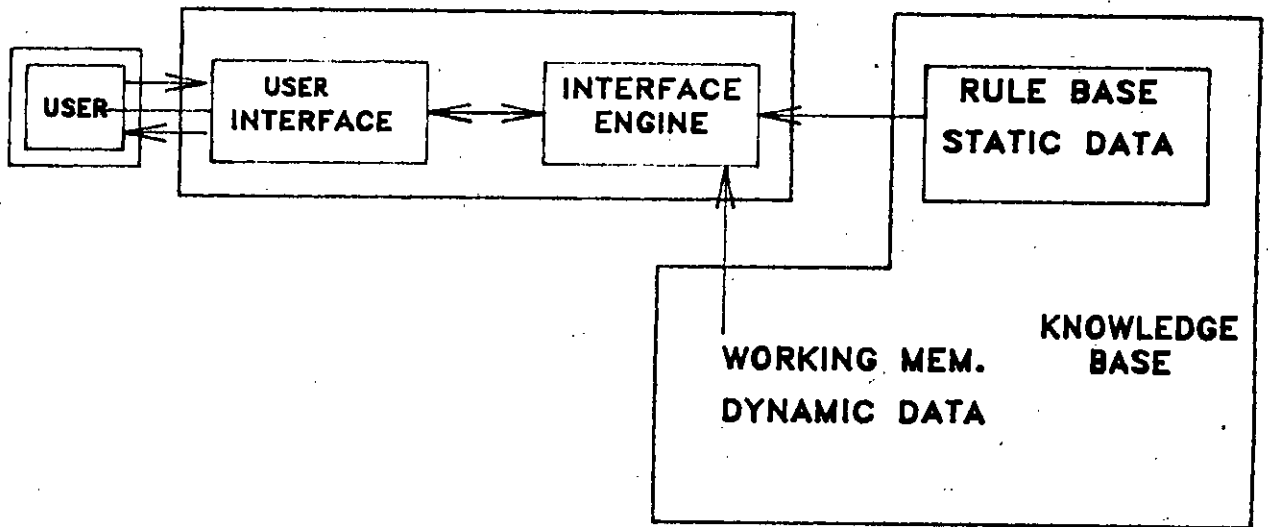 USER
USER
INTERFACE
INTERFACE
ENGINE
RULE BASE
STATIC DATA
KNOWLEDGE
BASE
WORKING MEM.
DYNAMIC DATA